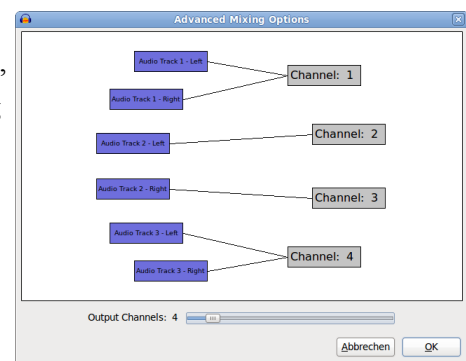 Advanced Mixing Options
Audio Track 1 - Left
Channel: 1
Audio Track 1 - Right
Channel: 2
Audio Track 2 - Left
Audio Track 2 - Right
Channel: 3
Audio Track 3 - Left
Channel: 4
Audio Track 3 - Right
Output Channels: 4
Abbrechen OK